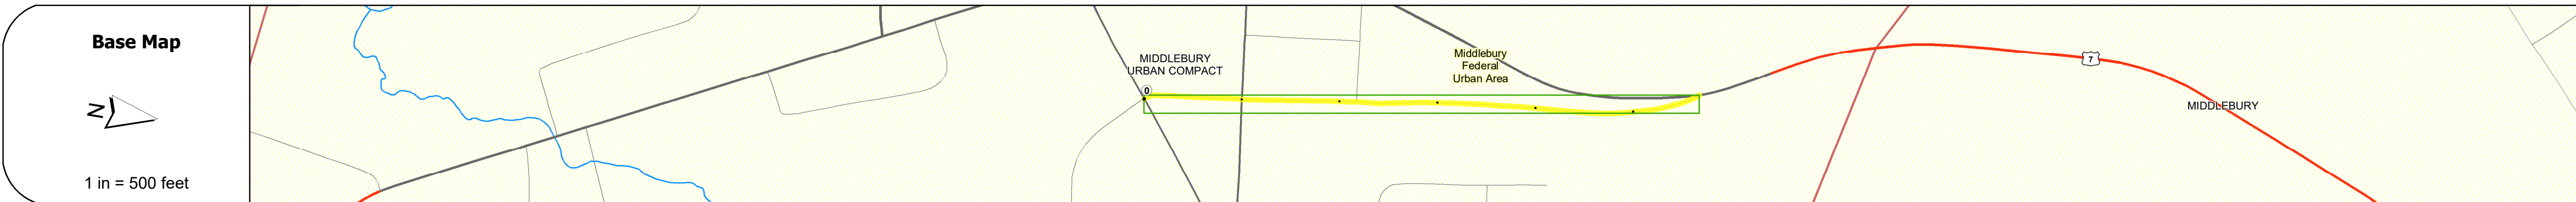 Base Map
N
1 in = 500 feet
MIDDLEBURY
URBAN COMPACT
0
Middlebury
Federal
Urban Area
7
MIDDLEBURY